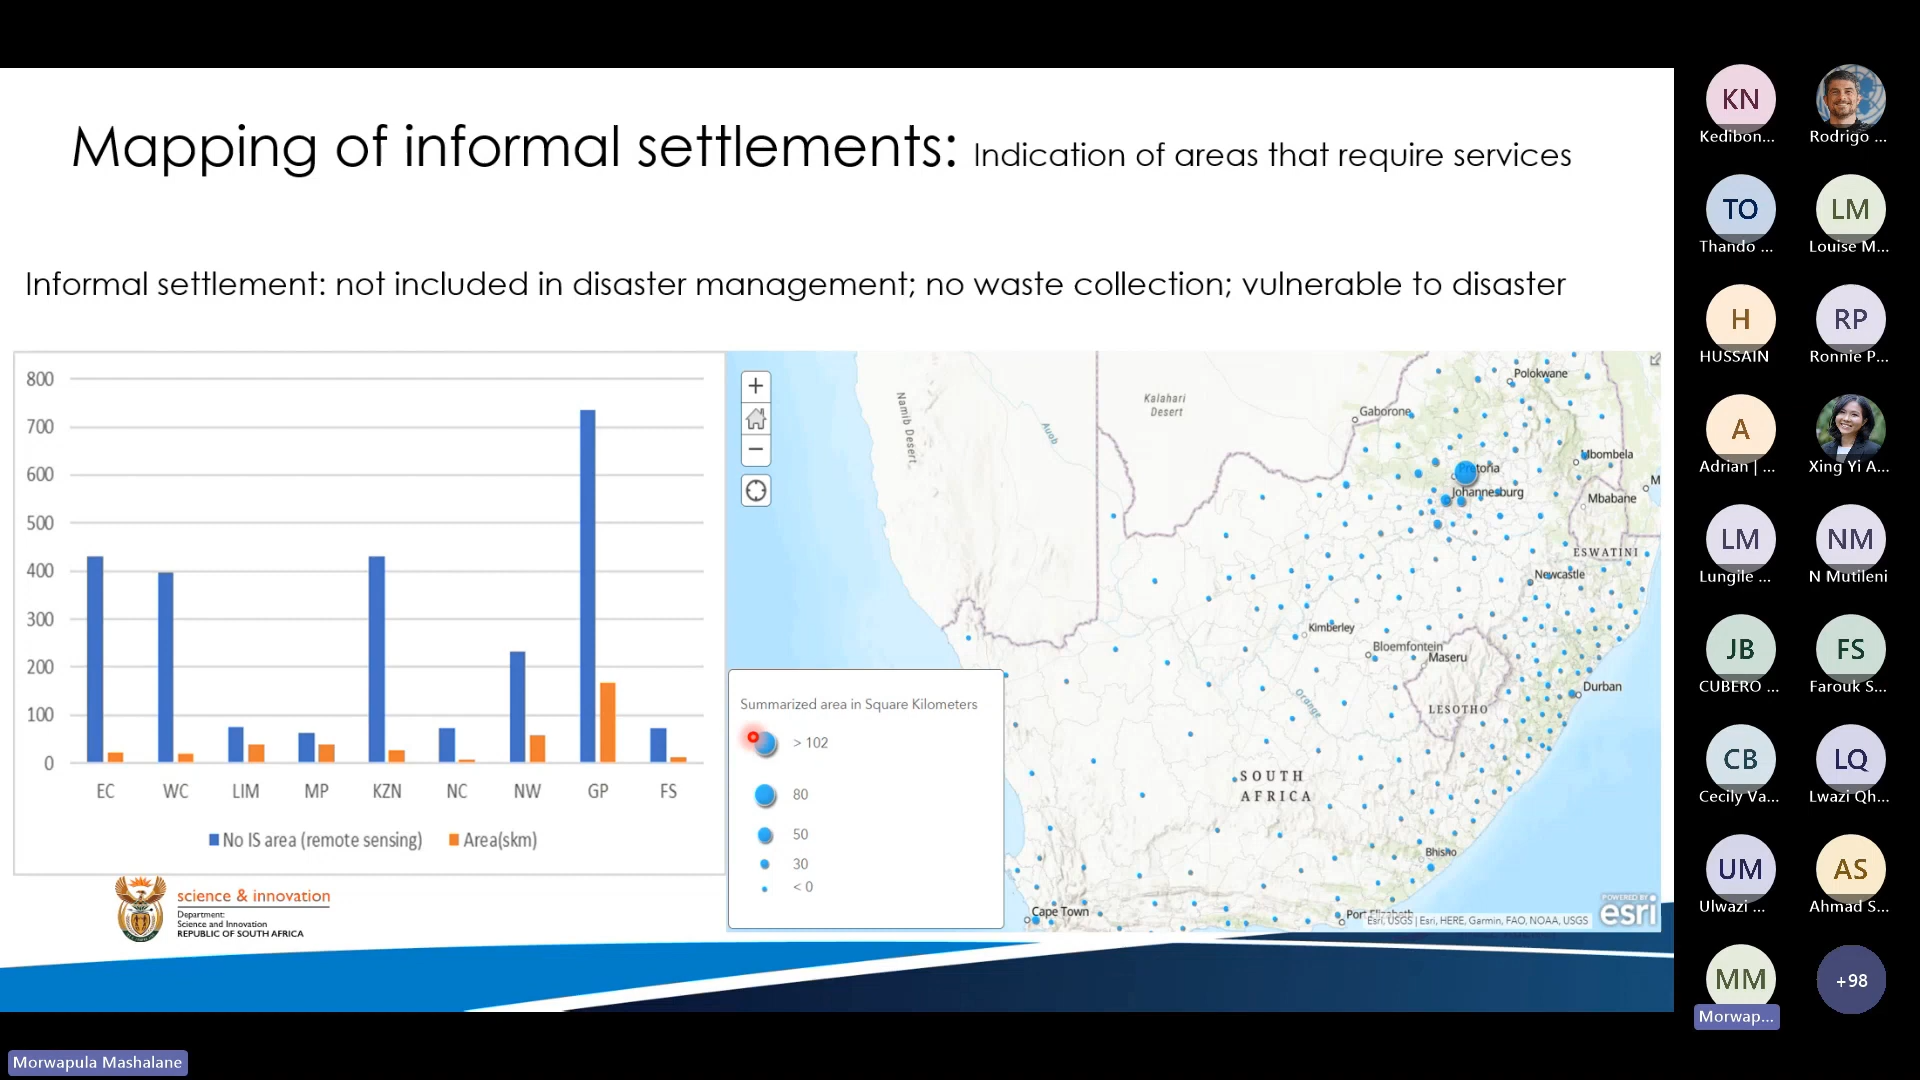 Mapping of informal settlements: Indication of areas that require services
Informal settlement: not included in disaster management; no waste collection; vulnerable to disaster
800
700
600
500
400
300
200
100
0
EC WC LIM MP KZN NC NW GP FS
No IS area (remote sensing) Area(skm)
science & innovation
Department:
Science and Innovation
REPUBLIC OF SOUTH AFRICA
+
−
Namib Desert
Auob
Kalahari
Desert
Gaborone
Polokwane
Mbombela
Pretoria
Johannesburg
Mbabane
M
ESWATINI
Newcastle
Kimberley
Bloemfontein
Maseru
Orange
LESOTHO
Durban
SOUTH
AFRICA
Bhisho
Cape Town
Port Elizabeth
Esri, USGS | Esri, HERE, Garmin, FAO, NOAA, USGS
POWERED BY
esri
Summarized area in Square Kilometers
> 102
80
50
30
< 0
KN
Kedibon...
Rodrigo ...
TO
Thando ...
LM
Louise M...
H
HUSSAIN
RP
Ronnie P...
A
Adrian | ...
Xing Yi A...
LM
Lungile ...
NM
N Mutileni
JB
CUBERO ...
FS
Farouk S...
CB
Cecily Va...
LQ
Lwazi Qh...
UM
Ulwazi ...
AS
Ahmad S...
MM
Morwap...
+98
Morwapula Mashalane